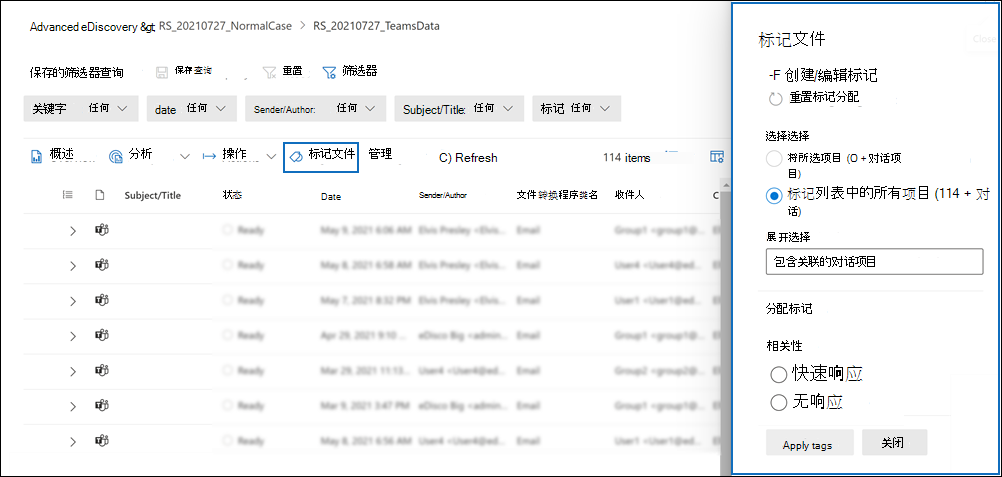 Advanced eDiscovery &gt; RS_20210727_NormalCase > RS_20210727_TeamsData
保存的筛选器查询 保存查询 重置 筛选器
关键字 任何 date 任何 Sender/Author: 任何 Subject/Title: 任何 标记 任何
概述 分析 操作 标记文件 管理 C) Refresh 114 items
Subject/Title 状态 Date Sender/Author 文件转换程序类名 收件人 C
Ready May 9, 2021 6:06 AM Elvis Presley <Elvis... Email Group1 <group1@...
Ready May 8, 2021 6:58 AM Elvis Presley <Elvis... Email User4 <User4@ed...
Ready May 7, 2021 8:32 PM Elvis Presley <Elvis... Email User1 <User1@ed...
Ready Apr 29, 2021 9:10 ... eDisco Big <admin... Email Group1 <group1@...
Ready Mar 29, 2021 11:13... User4 <User4@ed... Email Group2 <group2@...
Ready Mar 9, 2021 3:47 PM eDisco Big <admin... Email Group1 <group1@...
Ready May 8, 2021 6:56 AM User4 <User4@ed... Email User1 <User1@ed...
标记文件
Close
-F 创建/编辑标记
重置标记分配
选择选择
将所选项目 (O + 对话项
目)
标记列表中的所有项目 (114 + 对
话)
展开选择
包含关联的对话项目
分配标记
相关性
快速响应
无响应
Apply tags 关闭